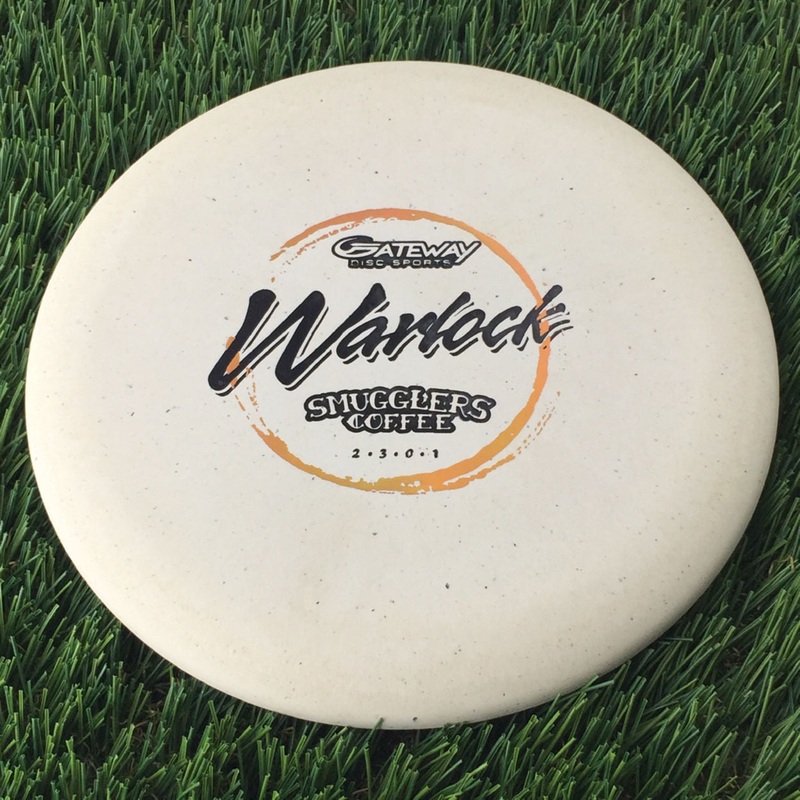 GATEWAY
DISC SPORTS
Warlock
SMUGGLERS
COFFEE
2 • 3 • 0 • 1